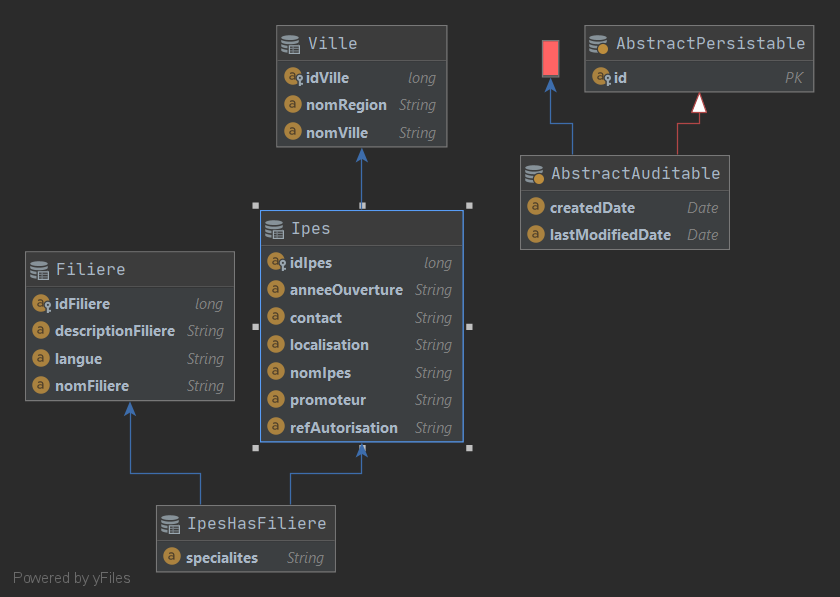 Ville
idVille long
nomRegion String
nomVille String
AbstractPersistable
id PK
AbstractAuditable
createdDate Date
lastModifiedDate Date
Ipes
idIpes long
anneeOuverture String
contact String
localisation String
nomIpes String
promoteur String
refAutorisation String
Filiere
idFiliere long
descriptionFiliere String
langue String
nomFiliere String
IpesHasFiliere
specialites String
Powered by yFiles